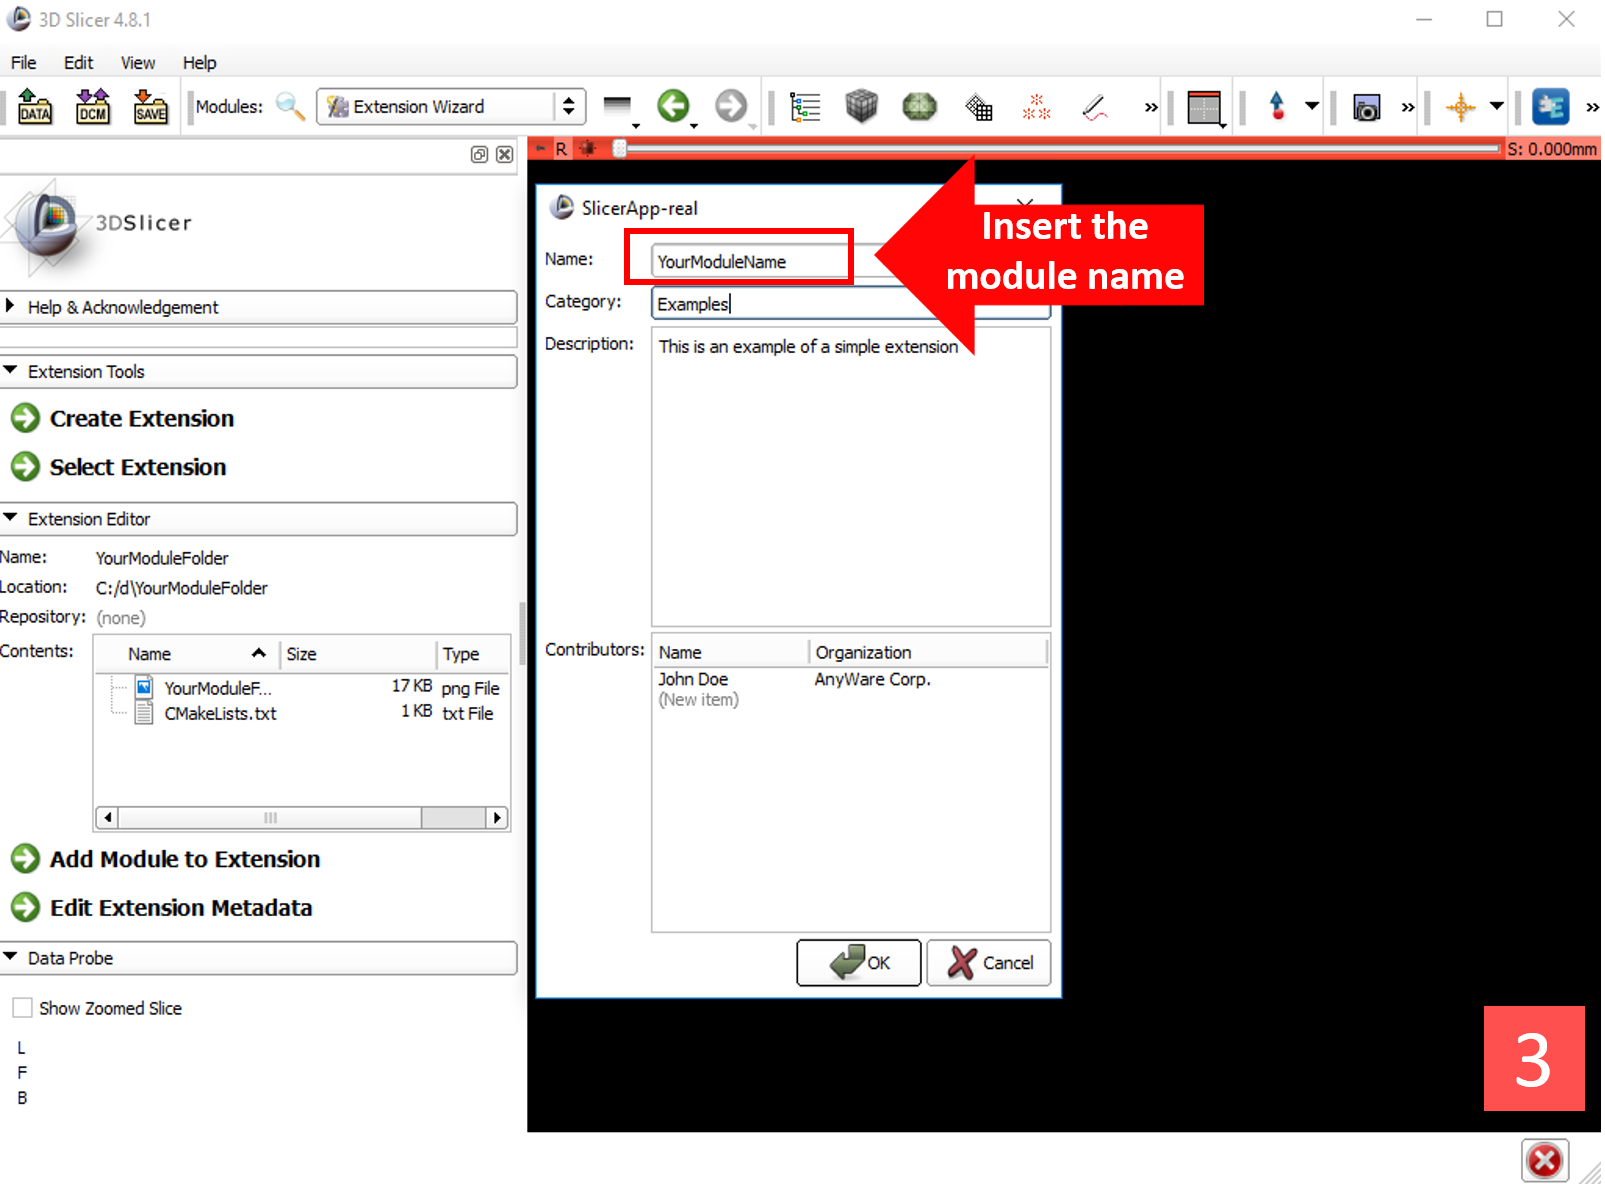 3D Slicer 4.8.1
File Edit View Help
DATA DCM SAVE Modules: Extension Wizard
R S: 0.000mm
3DSlicer
Help & Acknowledgement
Extension Tools
Create Extension
Select Extension
Extension Editor
Name: YourModuleFolder
Location: C:/d\YourModuleFolder
Repository: (none)
Contents: Name Size Type
YourModuleF... 17 KB png File
CMakeLists.txt 1 KB txt File
Add Module to Extension
Edit Extension Metadata
Data Probe
Show Zoomed Slice
L
F
B
SlicerApp-real
Name: YourModuleName
Category: Examples
Description: This is an example of a simple extension
Contributors: Name Organization
John Doe AnyWare Corp.
(New item)
OK Cancel
Insert the
module name
3